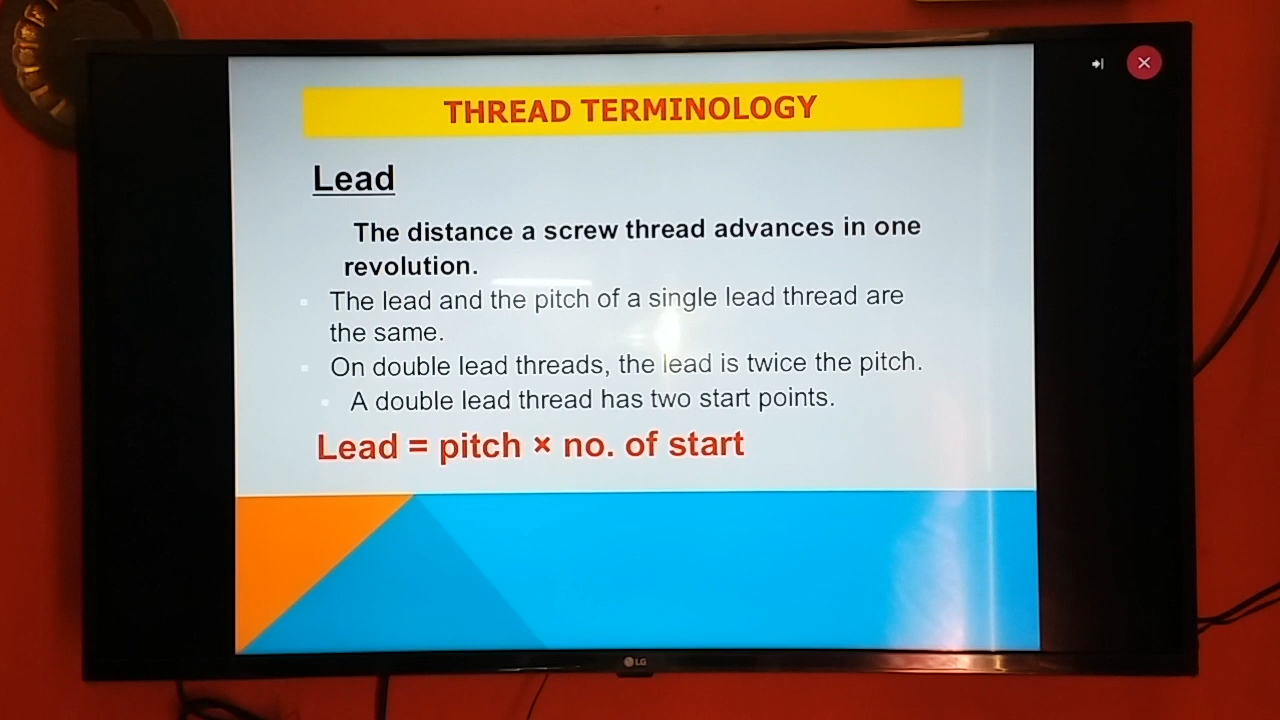 THREAD TERMINOLOGY
Lead
The distance a screw thread advances in one
revolution.
The lead and the pitch of a single lead thread are
the same.
On double lead threads, the lead is twice the pitch.
A double lead thread has two start points.
Lead = pitch × no. of start
LG